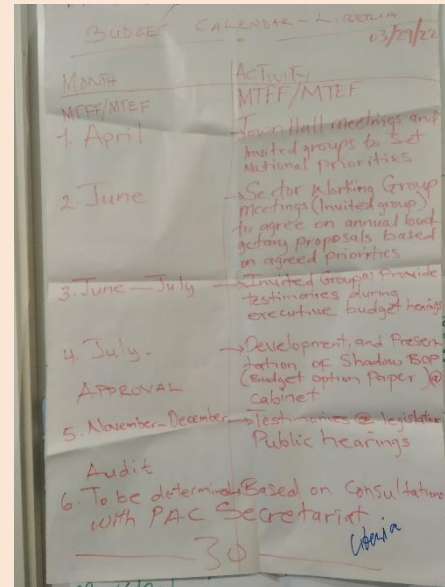 BUDGET CALENDAR - LIBERIA
03/29/22
MONTH
ACTIVITY
MTFF/MTEF
MTFF/MTEF
1. April
→ Town Hall meetings and
invited groups to set
National priorities
2. June
→ Sector Working Group
meetings (Invited group)
to agree on annual bud-
getary proposals based
on agreed priorities
3. June - July
→ Invited Groups Provide
testimonies during
executive budget hearings
4. July.
→ Development, and Presen-
tation of Shadow BOP
(Budget option Paper) @
Cabinet
APPROVAL
5. November-December
→ Testimonies @ legislative
Public hearings
Audit
6. To be determined
→ Based on Consultations
with PAC Secretariat
30
Liberia